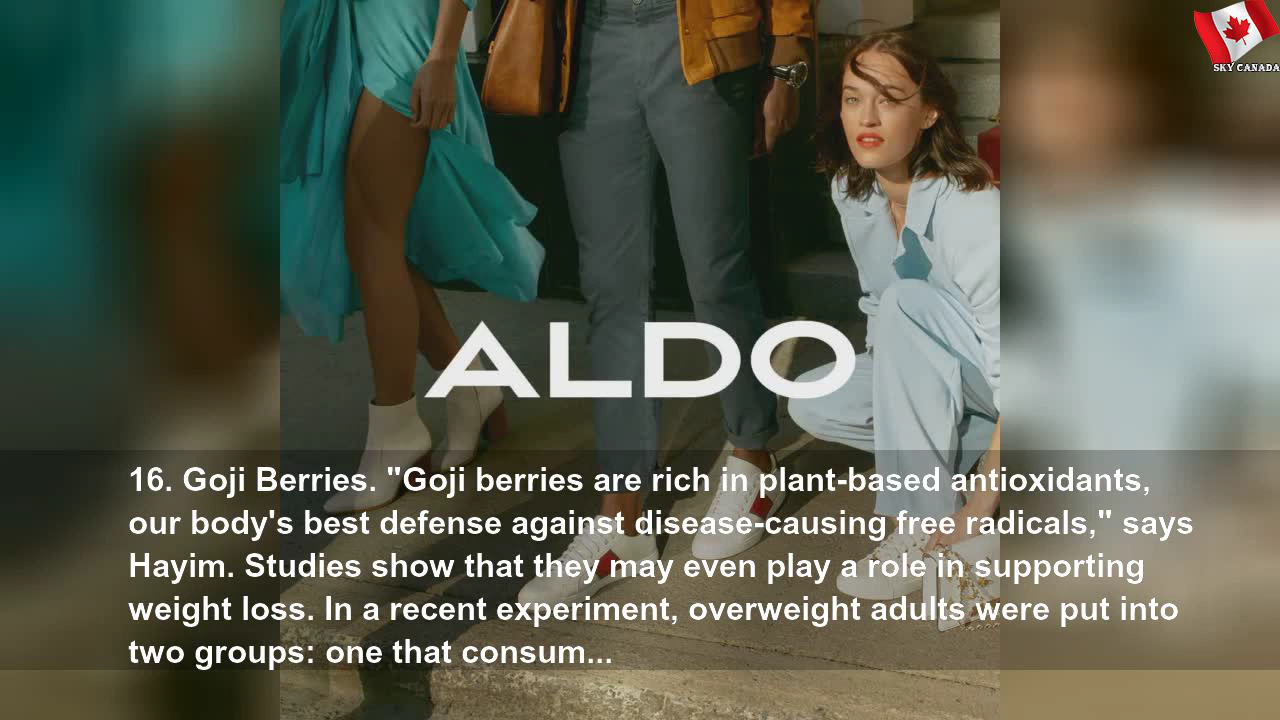 SKY CANADA
ALDO
16. Goji Berries. "Goji berries are rich in plant-based antioxidants,
our body's best defense against disease-causing free radicals," says
Hayim. Studies show that they may even play a role in supporting
weight loss. In a recent experiment, overweight adults were put into
two groups: one that consum...